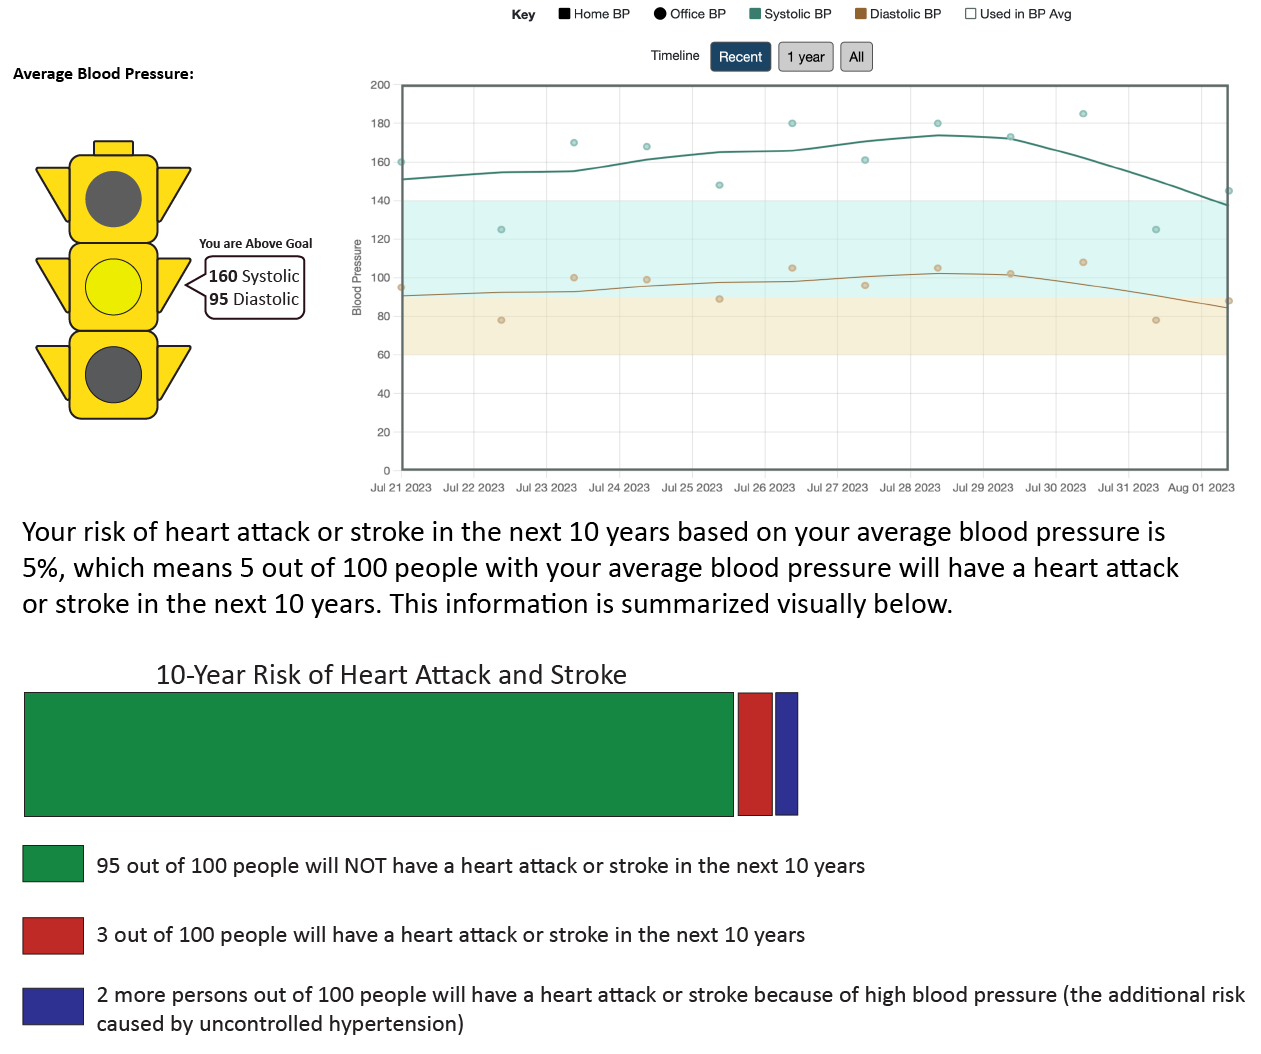 Key Home BP Office BP Systolic BP Diastolic BP Used in BP Avg
Timeline Recent 1 year All
Average Blood Pressure:
You are Above Goal
160 Systolic
95 Diastolic
Blood Pressure
200
180
160
140
120
100
80
60
40
20
0
Jul 21 2023 Jul 22 2023 Jul 23 2023 Jul 24 2023 Jul 25 2023 Jul 26 2023 Jul 27 2023 Jul 28 2023 Jul 29 2023 Jul 30 2023 Jul 31 2023 Aug 01 2023
Your risk of heart attack or stroke in the next 10 years based on your average blood pressure is
5%, which means 5 out of 100 people with your average blood pressure will have a heart attack
or stroke in the next 10 years. This information is summarized visually below.
10-Year Risk of Heart Attack and Stroke
95 out of 100 people will NOT have a heart attack or stroke in the next 10 years
3 out of 100 people will have a heart attack or stroke in the next 10 years
2 more persons out of 100 people will have a heart attack or stroke because of high blood pressure (the additional risk
caused by uncontrolled hypertension)